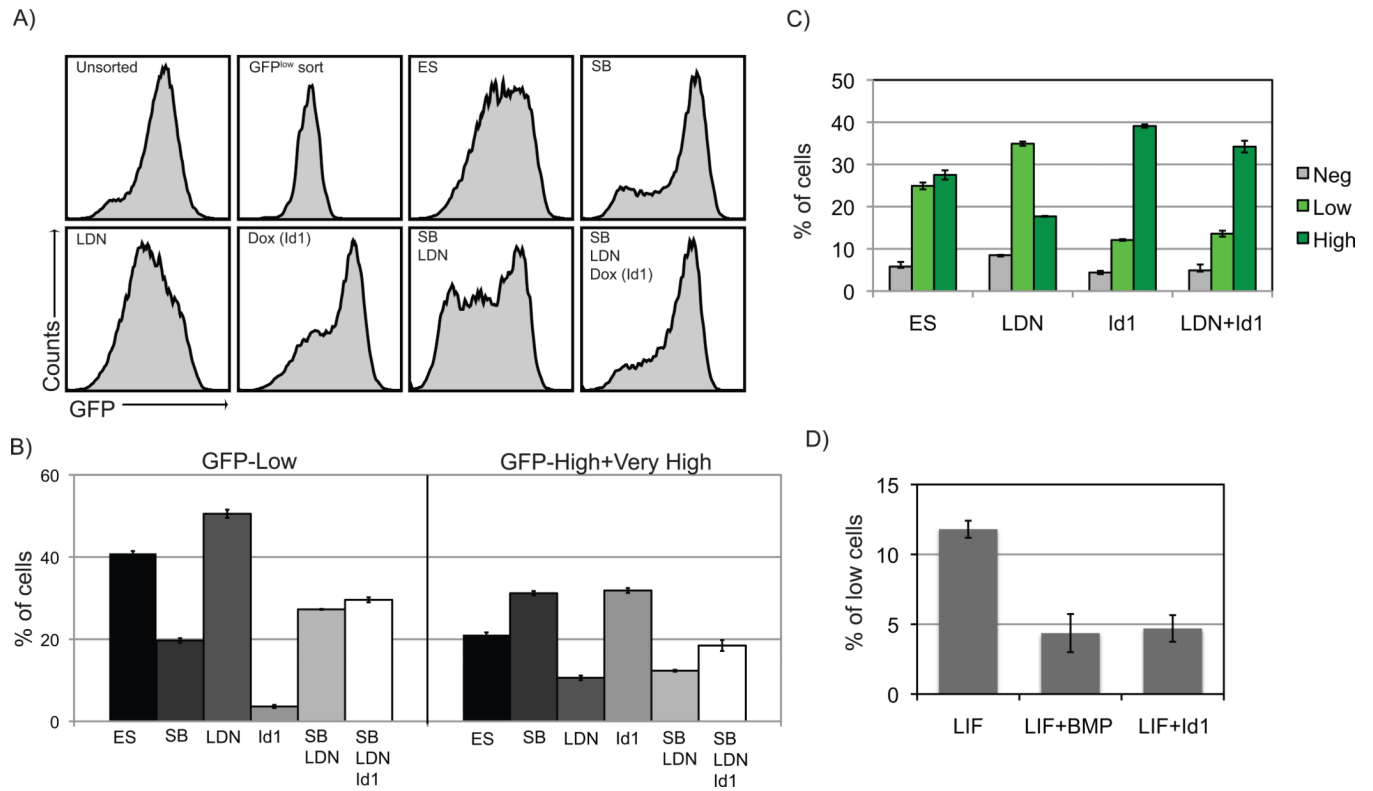 A)
Unsorted
GFPlow sort
ES
SB
LDN
Dox (Id1)
SB
LDN
SB
LDN
Dox (Id1)
Counts
GFP
B)
GFP-Low
GFP-High+Very High
% of cells
60
40
20
0
ES
SB
LDN
Id1
SB
LDN
SB
LDN
Id1
ES
SB
LDN
Id1
SB
LDN
SB
LDN
Id1
C)
% of cells
50
40
30
20
10
0
ES
LDN
Id1
LDN+Id1
Neg
Low
High
D)
% of low cells
15
10
5
0
LIF
LIF+BMP
LIF+Id1